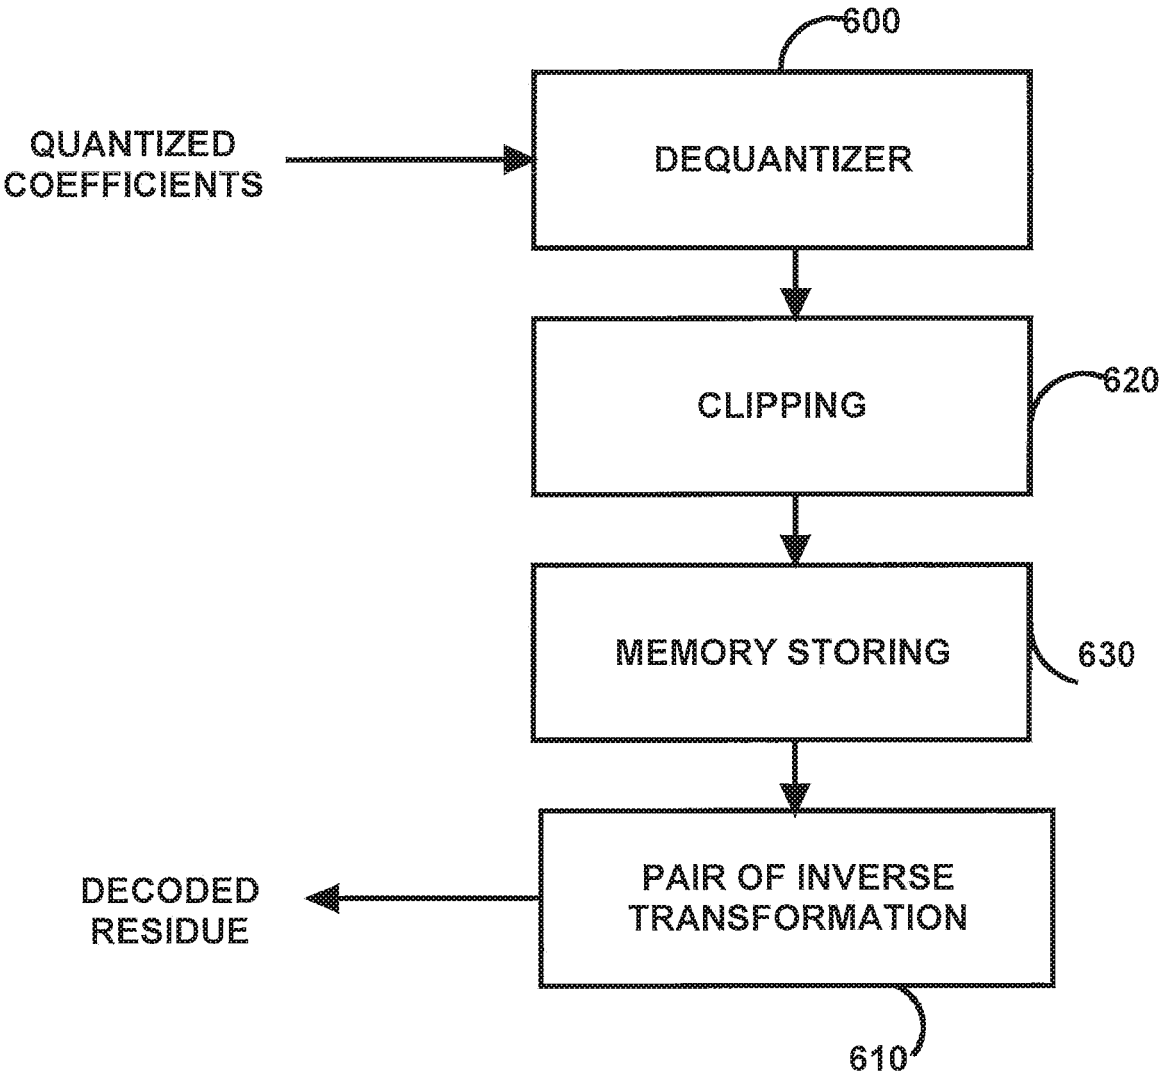 600
QUANTIZED
COEFFICIENTS
DEQUANTIZER
CLIPPING
620
MEMORY STORING
630
PAIR OF INVERSE
TRANSFORMATION
DECODED
RESIDUE
610